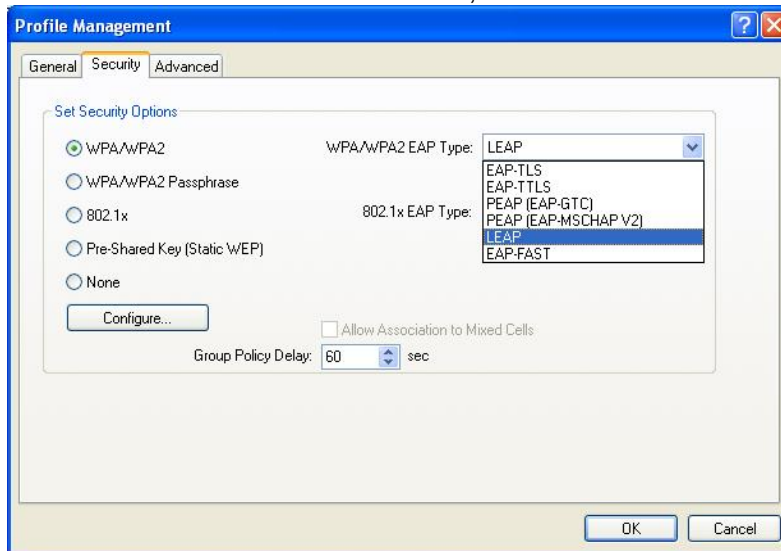 Profile Management
General Security Advanced
Set Security Options
WPA/WPA2 WPA/WPA2 EAP Type: LEAP
EAP-TLS
WPA/WPA2 Passphrase EAP-TTLS
PEAP (EAP-GTC)
802.1x 802.1x EAP Type: PEAP (EAP-MSCHAP V2)
LEAP
Pre-Shared Key (Static WEP) EAP-FAST
None
Configure...
Allow Association to Mixed Cells
Group Policy Delay: 60 sec
OK Cancel